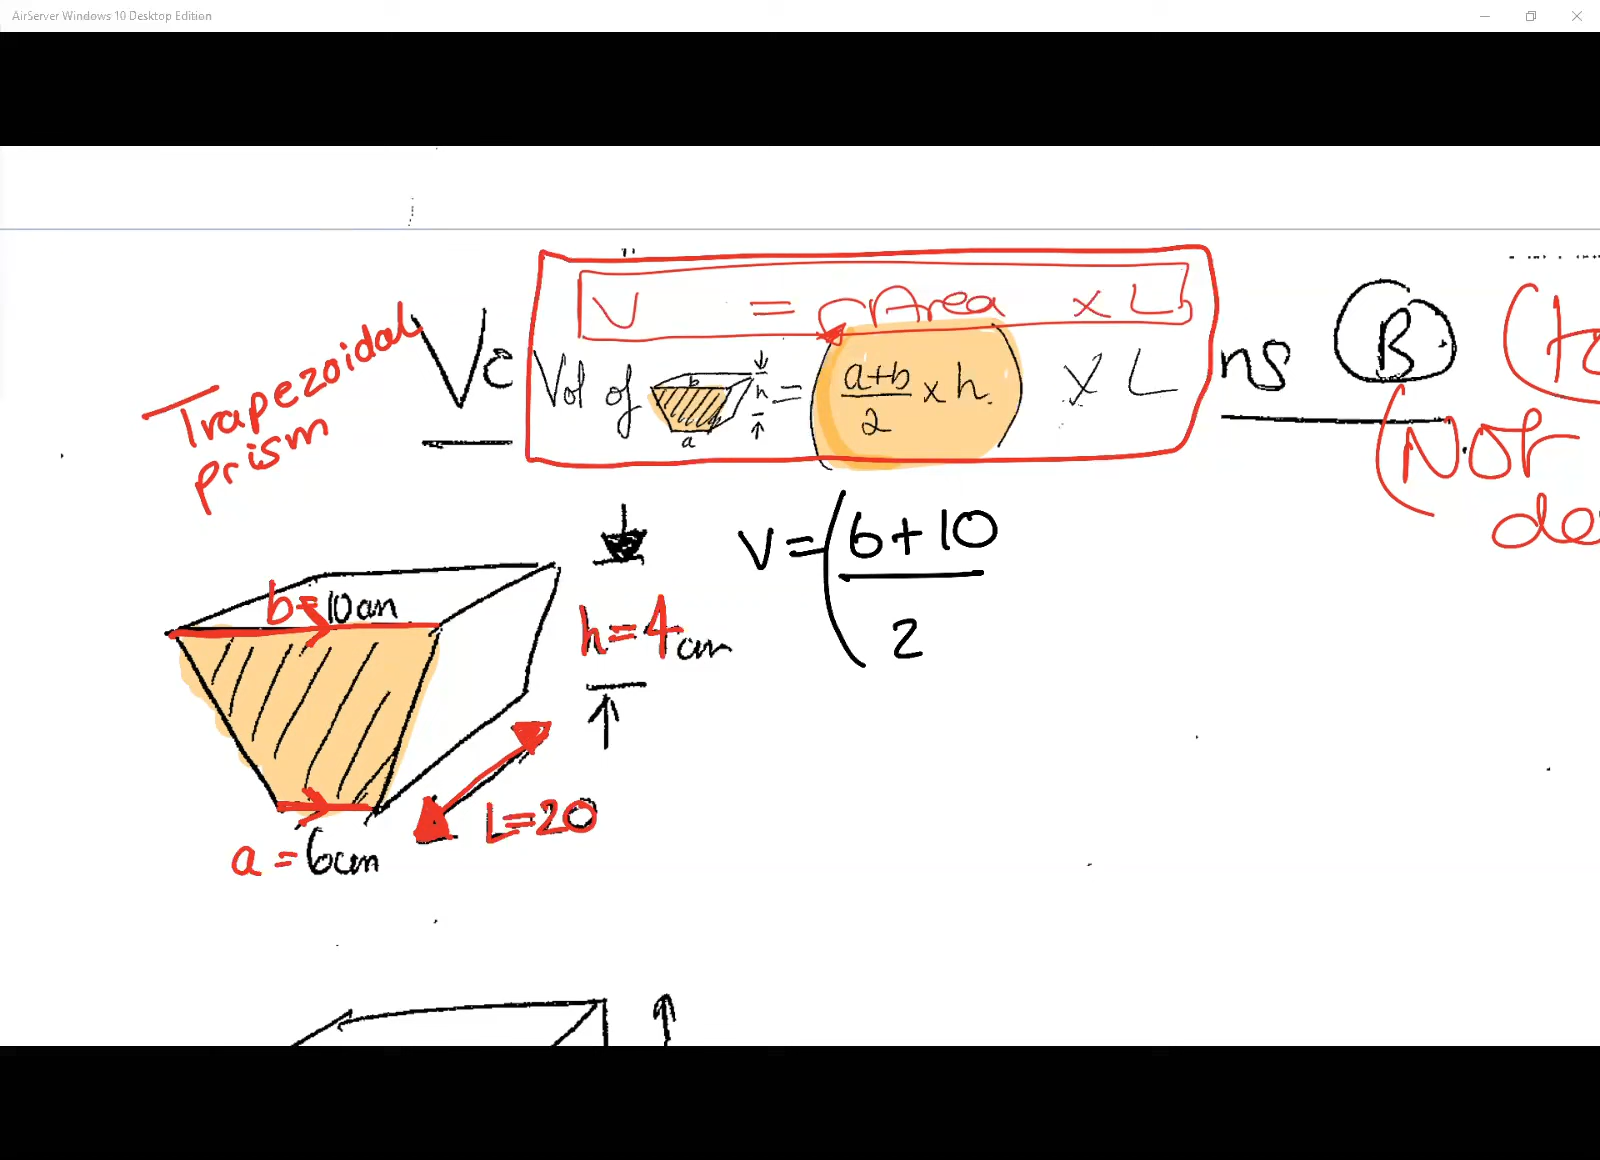 AirServer Windows 10 Desktop Edition
V = Area × L
Trapezoidal
prism
Vol of b h a = (a+b/2 × h) × L
ns B
(Not
V = (6+10
2
b = 10cm
h = 4cm
L = 20
a = 6cm